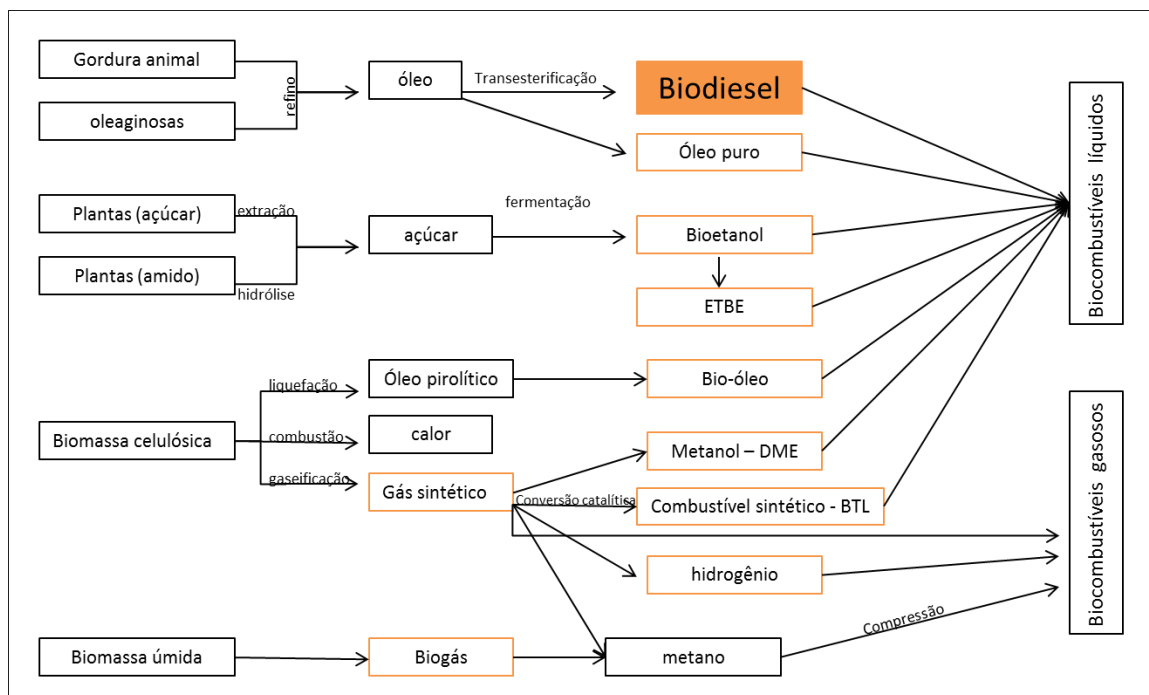 Gordura animal
oleaginosas
refino
óleo
Transesterificação
Biodiesel
Óleo puro
Plantas (açúcar)
extração
Plantas (amido)
hidrólise
açúcar
fermentação
Bioetanol
ETBE
Biomassa celulósica
liquefação
combustão
gaseificação
Óleo pirolítico
calor
Gás sintético
Conversão catalítica
Bio-óleo
Metanol – DME
Combustível sintético - BTL
hidrogênio
Biomassa úmida
Biogás
metano
Compressão
Biocombustíveis líquidos
Biocombustíveis gasosos